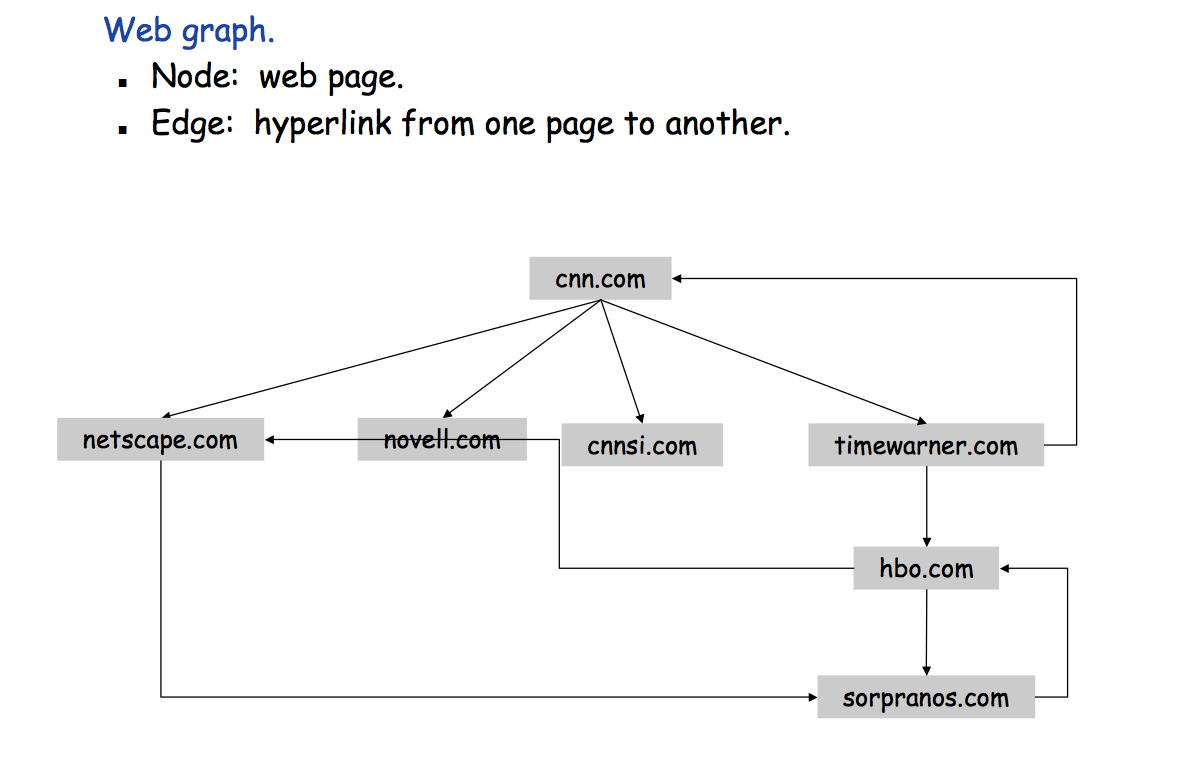 Web graph.
▪ Node: web page.
▪ Edge: hyperlink from one page to another.
cnn.com
netscape.com
novell.com
cnnsi.com
timewarner.com
hbo.com
sorpranos.com